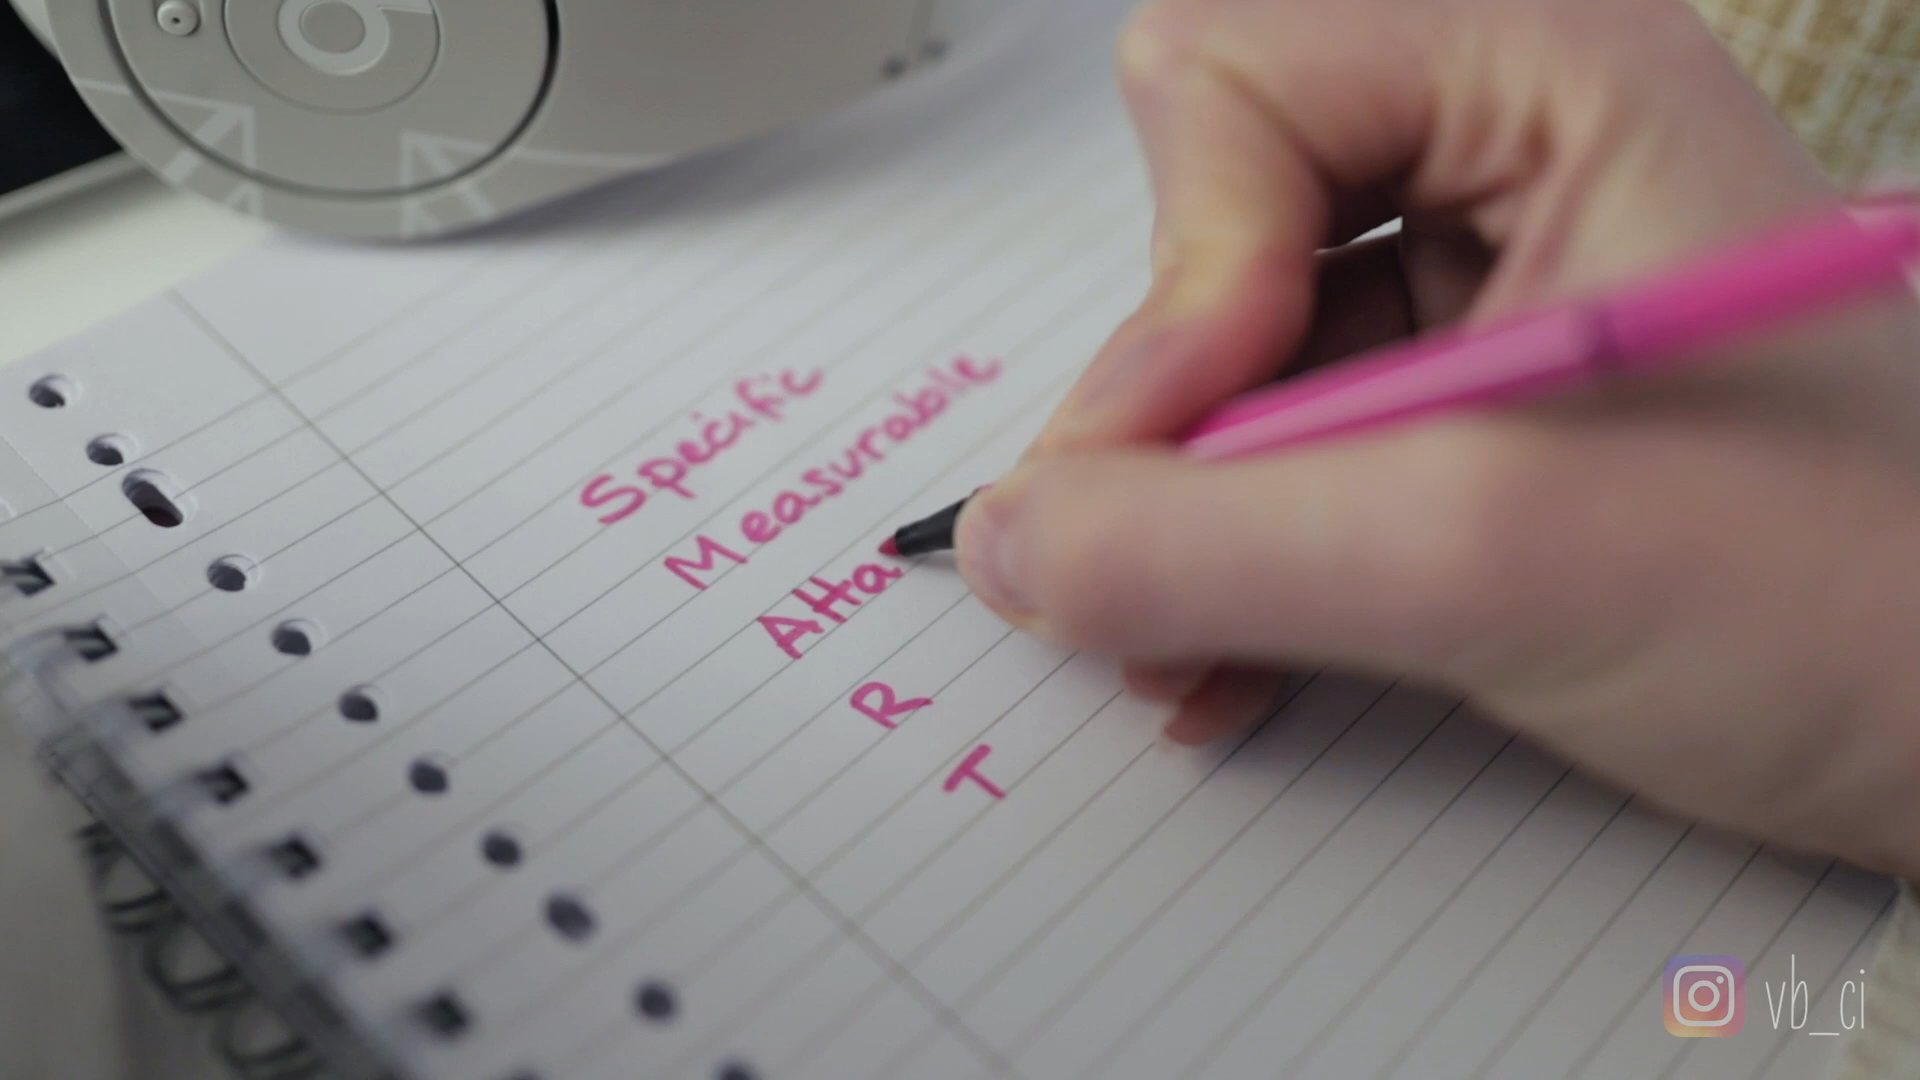 Specific
Measurable
Atta
R
T
vb_ci